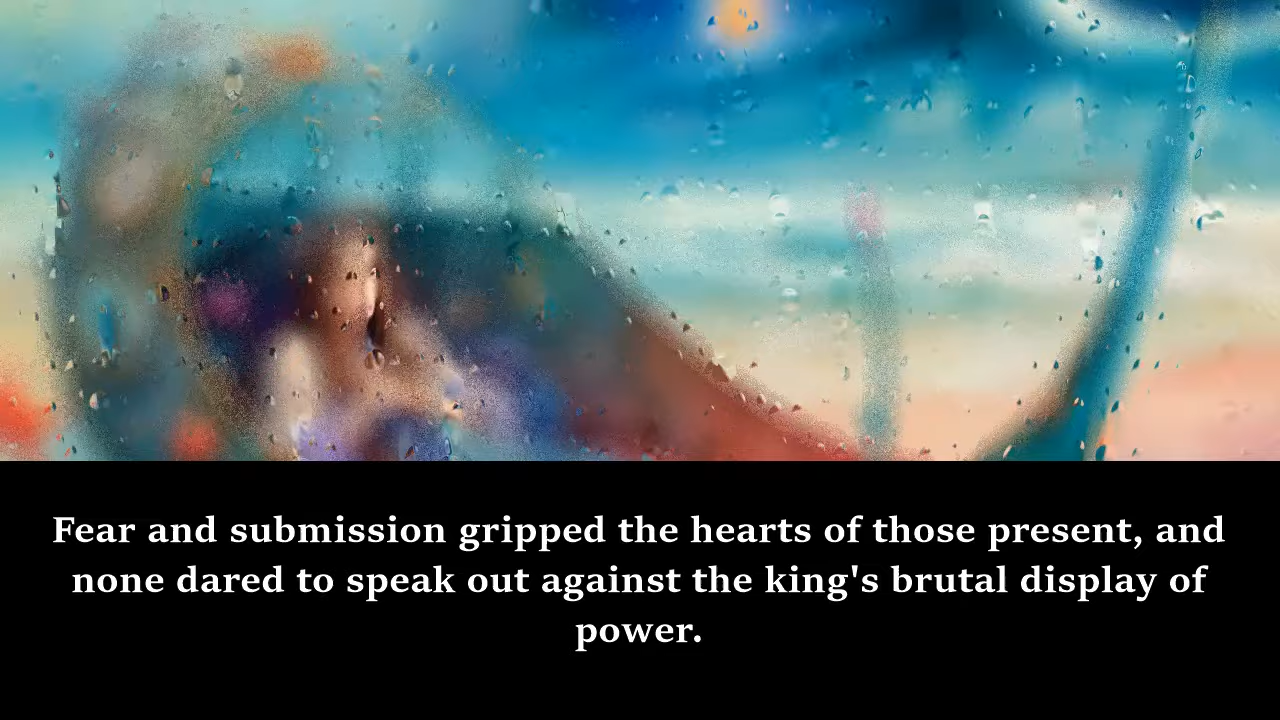 Fear and submission gripped the hearts of those present, and
none dared to speak out against the king's brutal display of
power.